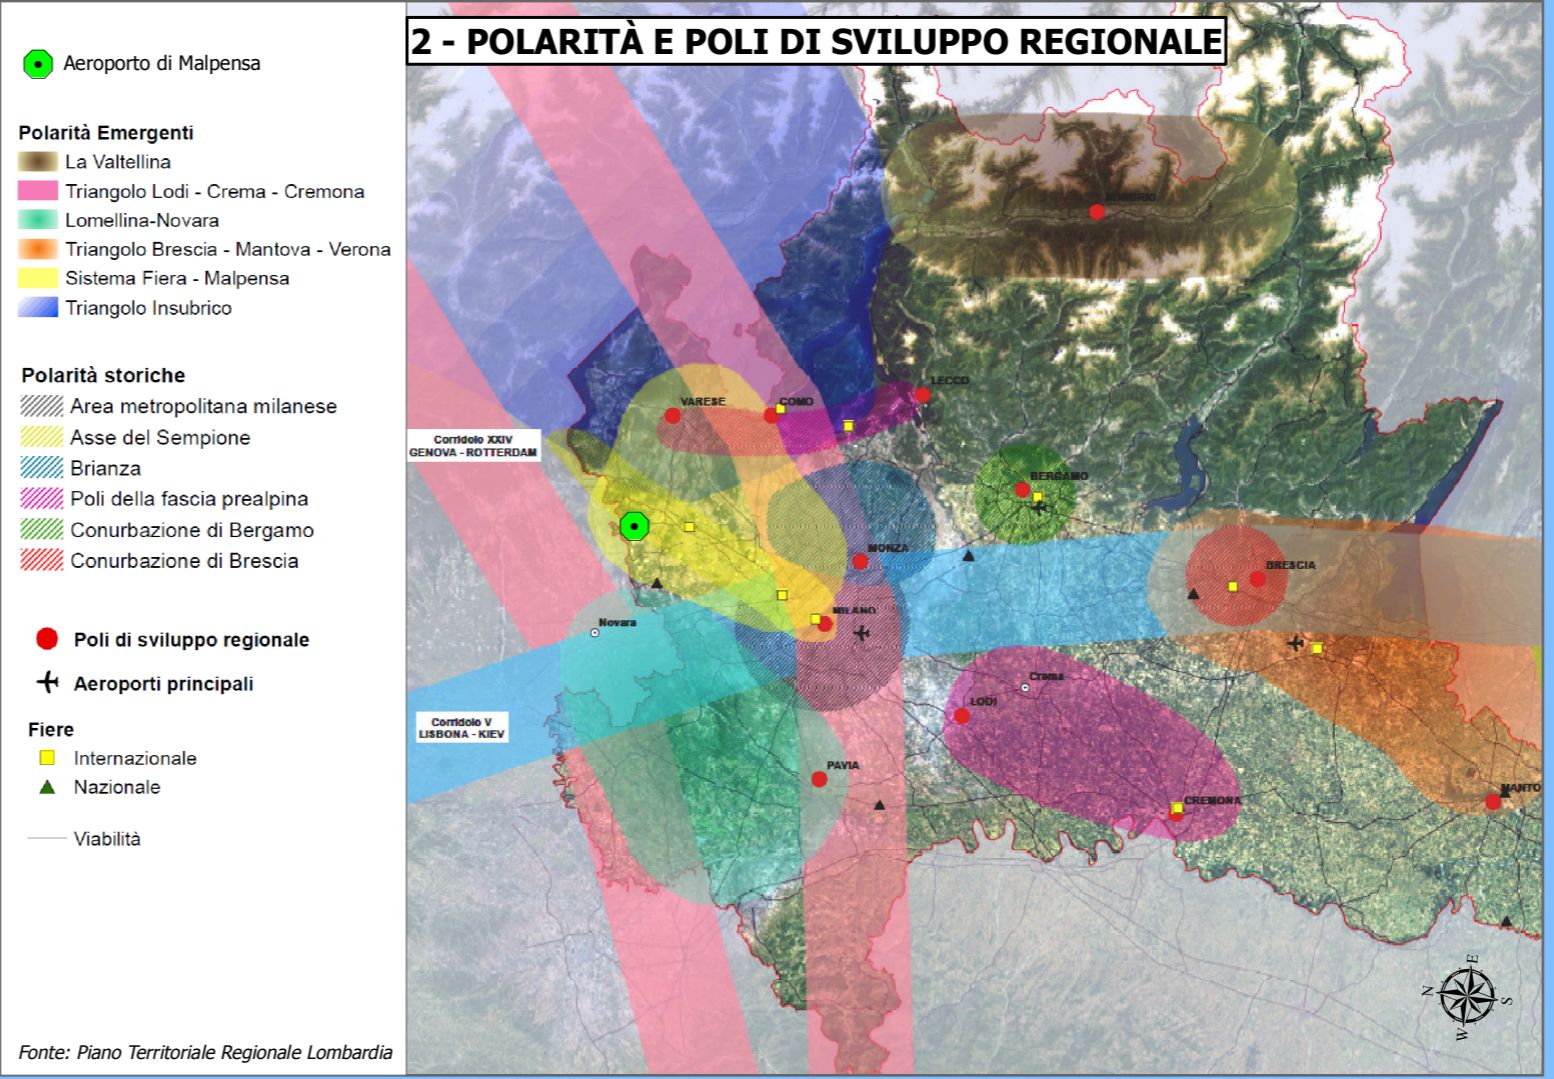 2 - POLARITÀ E POLI DI SVILUPPO REGIONALE
Aeroporto di Malpensa
Polarità Emergenti
La Valtellina
Triangolo Lodi - Crema - Cremona
Lomellina-Novara
Triangolo Brescia - Mantova - Verona
Sistema Fiera - Malpensa
Triangolo Insubrico
Polarità storiche
Area metropolitana milanese
Asse del Sempione
Brianza
Poli della fascia prealpina
Conurbazione di Bergamo
Conurbazione di Brescia
Poli di sviluppo regionale
Aeroporti principali
Fiere
Internazionale
Nazionale
Viabilità
Fonte: Piano Territoriale Regionale Lombardia
SONDRIO
LECCO
VARESE
COMO
Corridoio XXIV
GENOVA - ROTTERDAM
BERGAMO
MONZA
BRESCIA
MILANO
Novara
Crema
LODI
Corridoio V
LISBONA - KIEV
PAVIA
CREMONA
MANTO
E
N
S
W